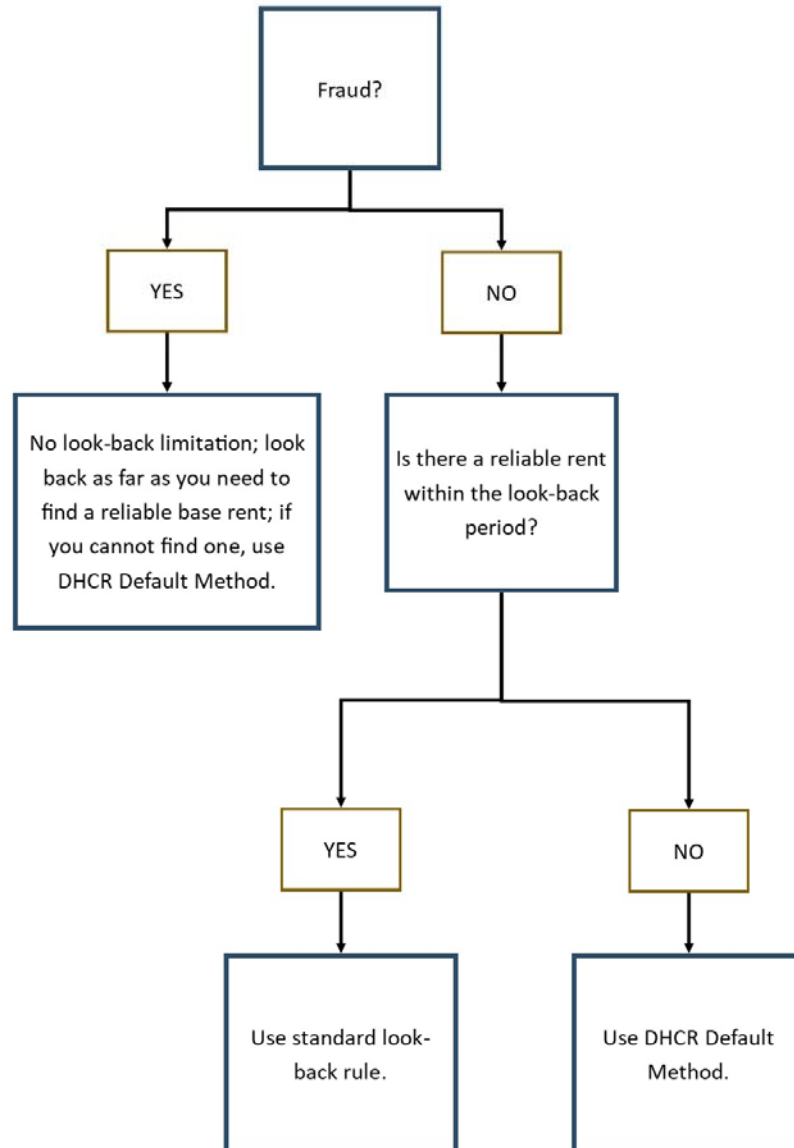 Fraud?
YES
NO
No look-back limitation; look
back as far as you need to
find a reliable base rent; if
you cannot find one, use
DHCR Default Method.
Is there a reliable rent
within the look-back
period?
YES
NO
Use standard look-
back rule.
Use DHCR Default
Method.